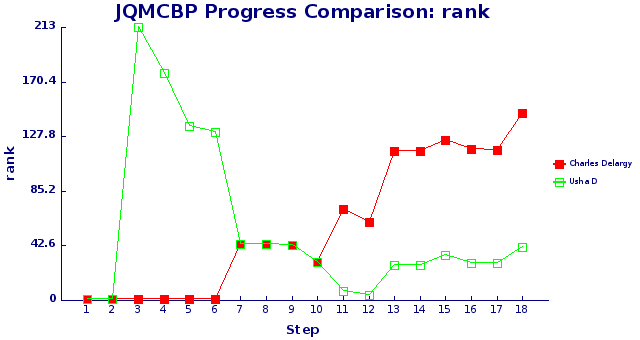 JQMCBP Progress Comparison: rank
213
170.4
127.8
85.2
42.6
0
rank
1 2 3 4 5 6 7 8 9 10 11 12 13 14 15 16 17 18
Step
Charles Delargy
Usha D